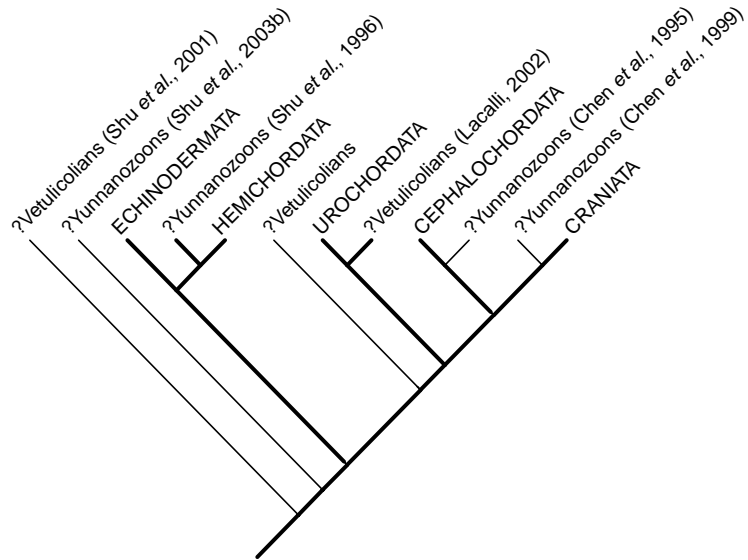 ?Vetulicolians (Shu et al., 2001)
?Yunnanozoons (Shu et al., 2003b)
ECHINODERMATA
?Yunnanozoons (Shu et al., 1996)
HEMICHORDATA
?Vetulicolians
UROCHORDATA
?Vetulicolians (Lacalli, 2002)
CEPHALOCHORDATA
?Yunnanozoons (Chen et al., 1995)
?Yunnanozoons (Chen et al., 1999)
CRANIATA